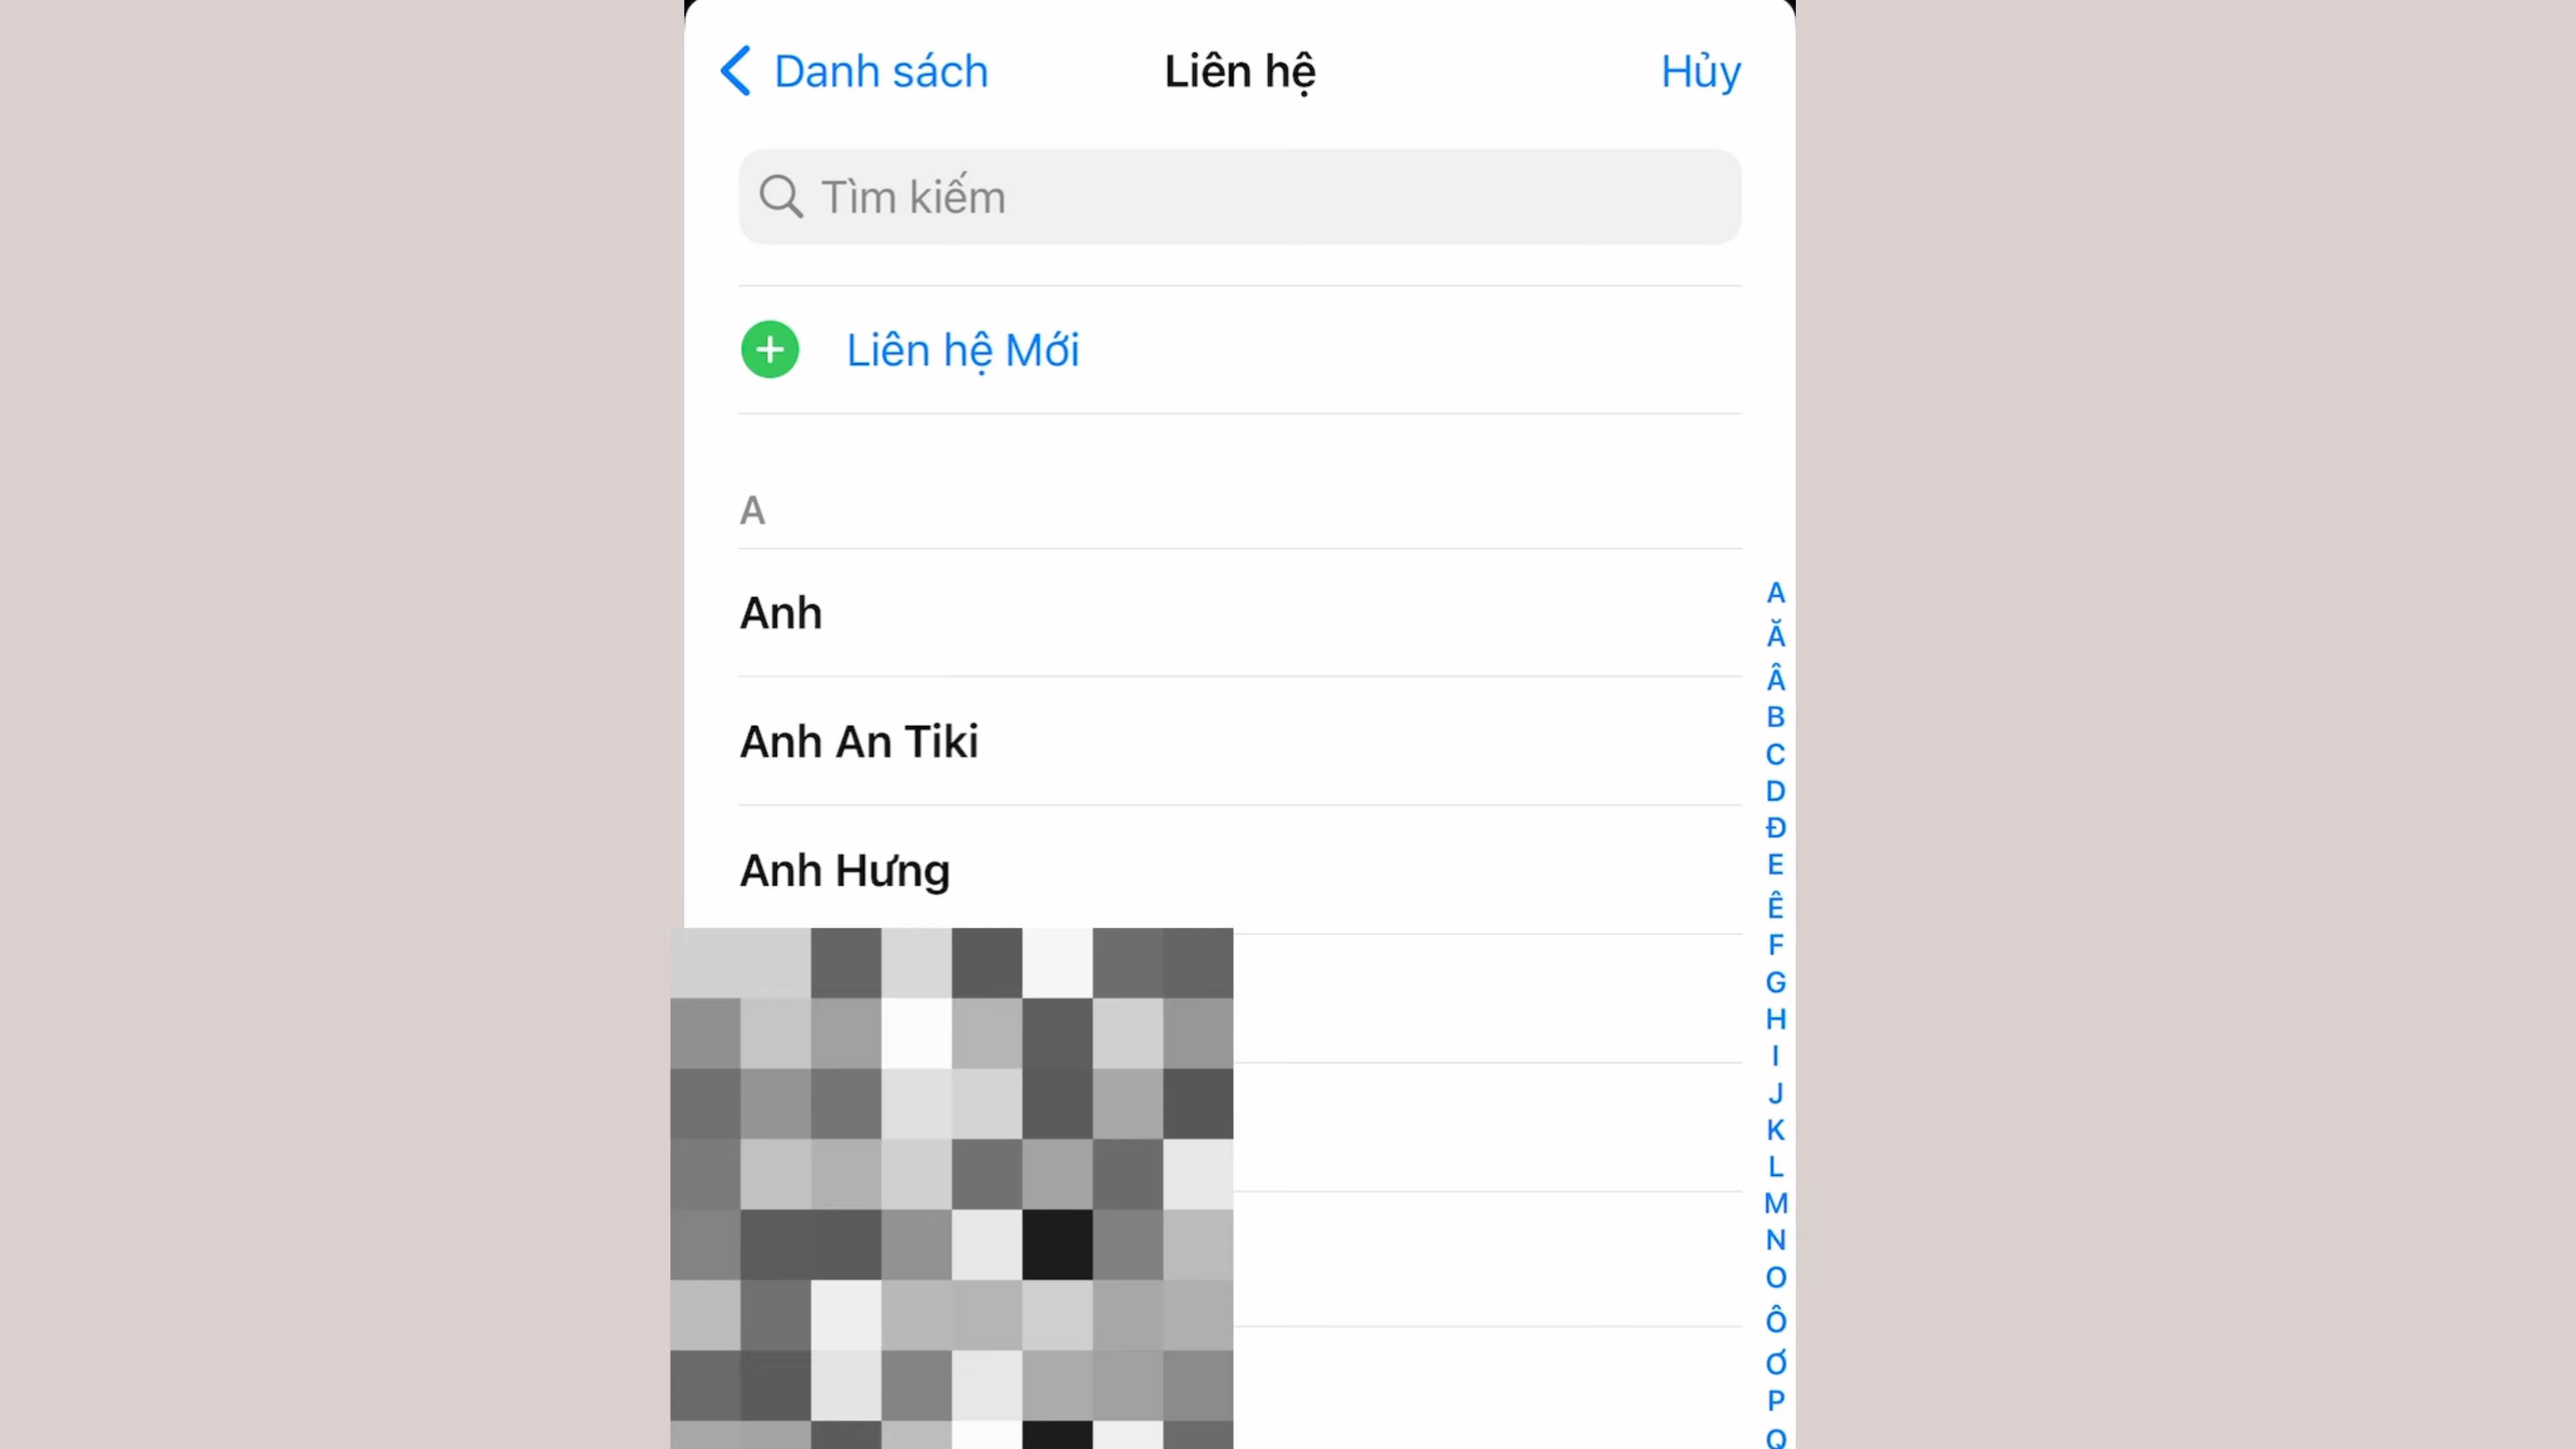 Danh sách Liên hệ Hủy
Tìm kiếm
Liên hệ Mới
A
Anh
Anh An Tiki
Anh Hưng
A
Ă
Â
B
C
D
Đ
E
Ê
F
G
H
I
J
K
L
M
N
O
Ô
Ơ
P
Q